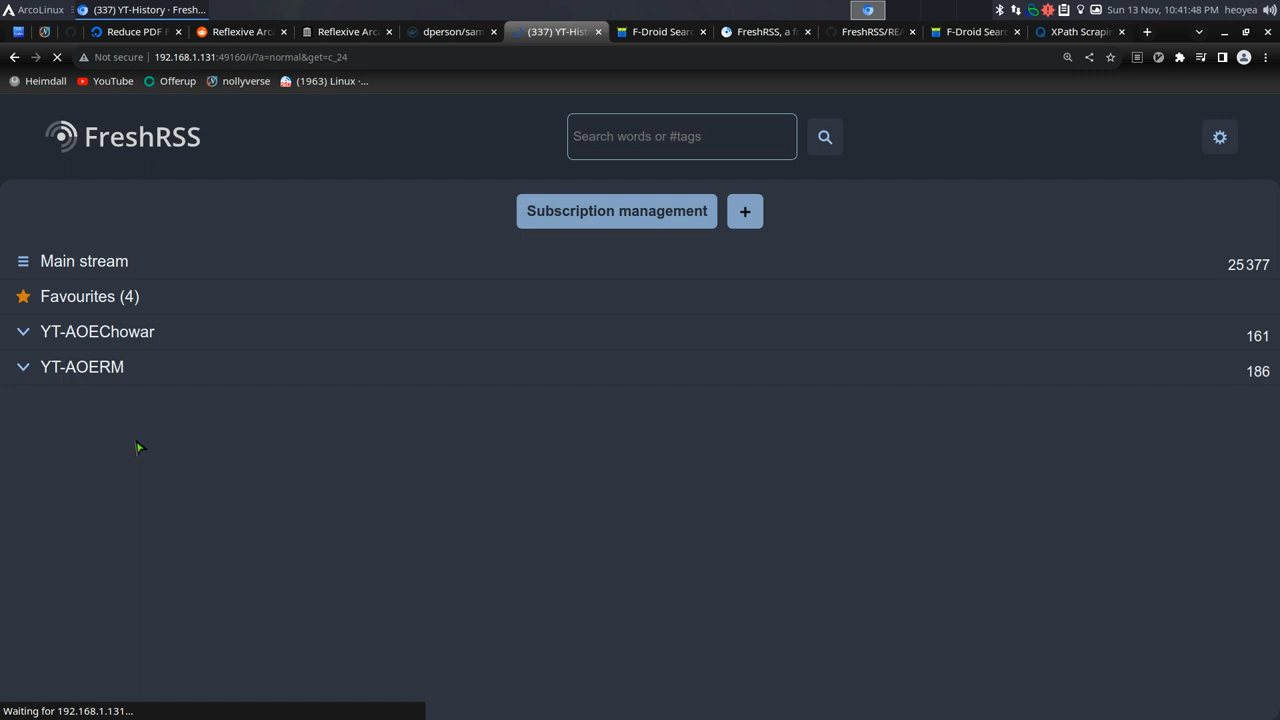 ArcoLinux
(337) YT-History · Fresh...
Sun 13 Nov, 10:41:48 PM
Reduce PDF F
Reflexive Arc
Reflexive Arc
dperson/sam
(337) YT-Hist
F-Droid Sear
FreshRSS, a f
FreshRSS/REA
F-Droid Sear
XPath Scrapin
Not secure
192.168.1.131:49160/i/?a=normal&get=c_24
Heimdall
YouTube
Offerup
nollyverse
(1963) Linux ·...
FreshRSS
Search words or #tags
Subscription management
+
Main stream
25 377
Favourites (4)
YT-AOEChowar
161
YT-AOERM
186
Waiting for 192.168.1.131...